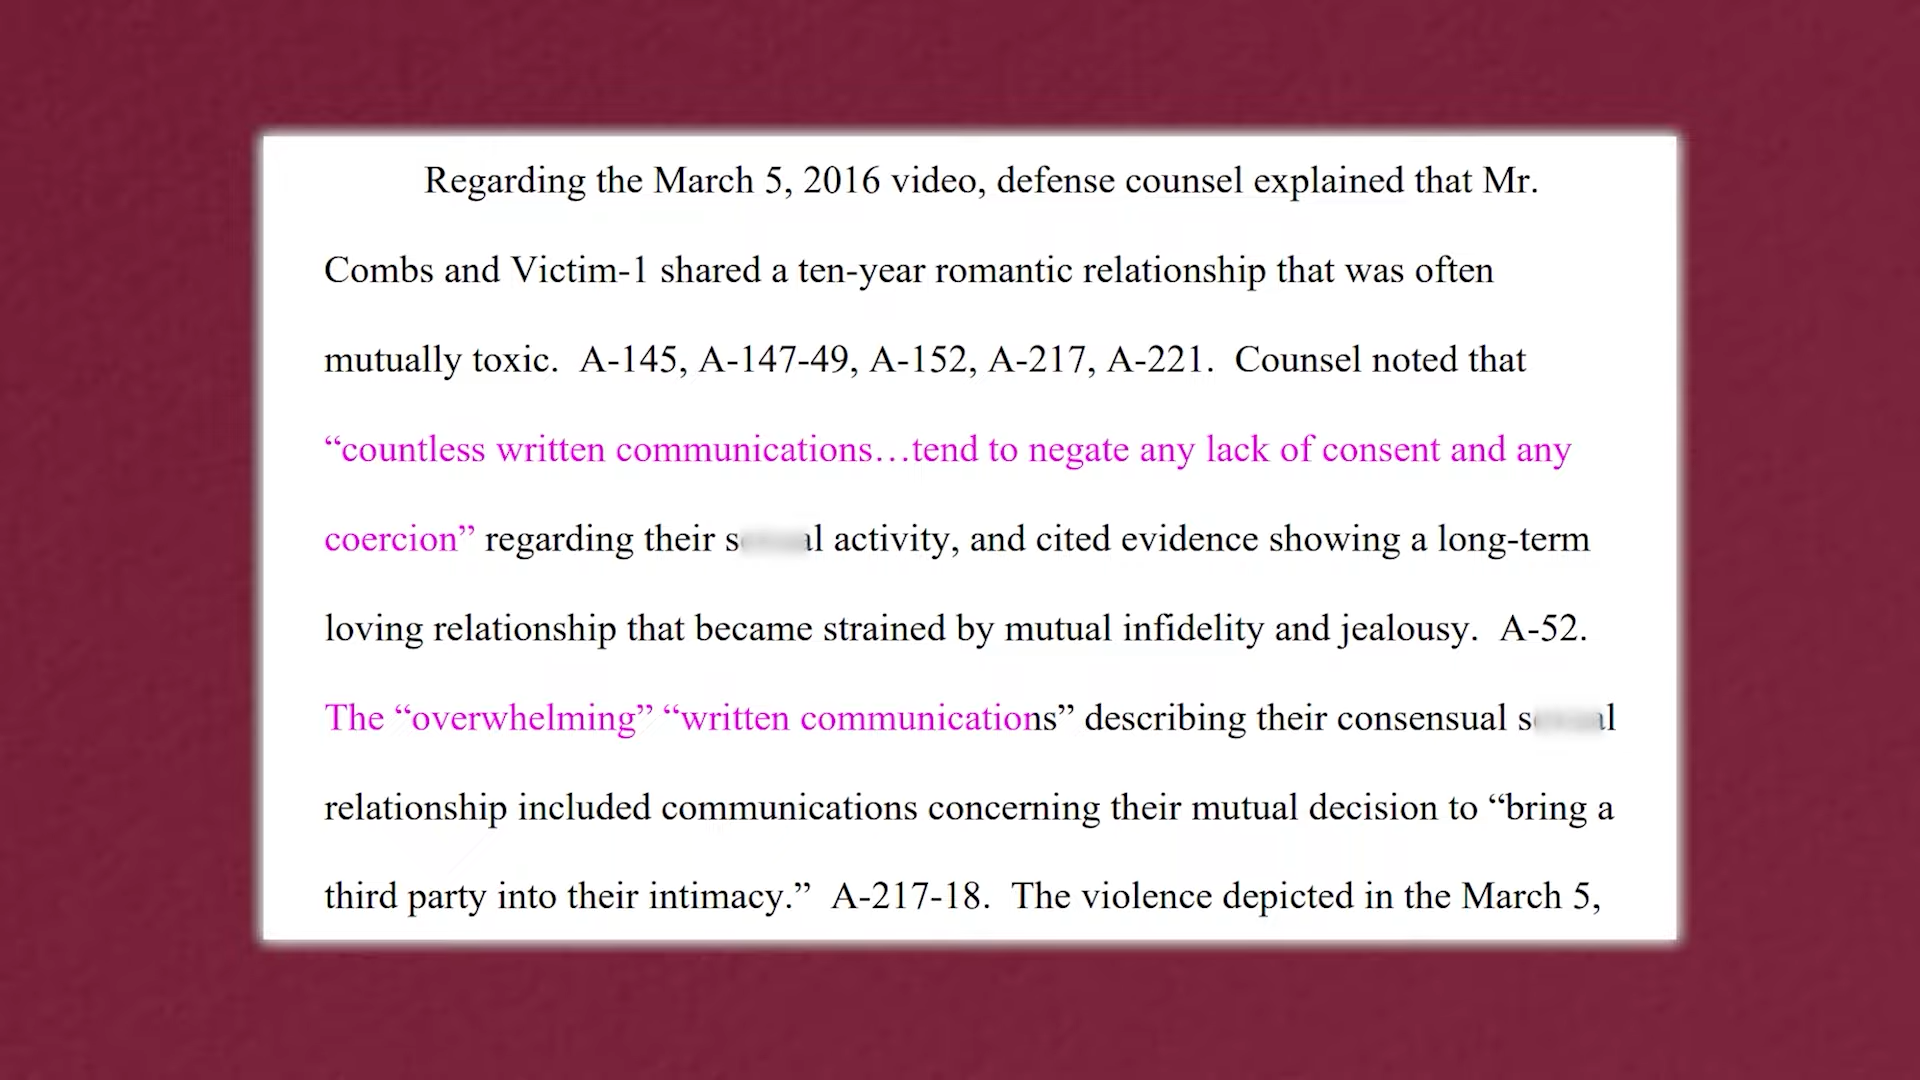 Regarding the March 5, 2016 video, defense counsel explained that Mr.
Combs and Victim-1 shared a ten-year romantic relationship that was often
mutually toxic.  A-145, A-147-49, A-152, A-217, A-221.  Counsel noted that
“countless written communications…tend to negate any lack of consent and any
coercion” regarding their activity, and cited evidence showing a long-term
loving relationship that became strained by mutual infidelity and jealousy.  A-52.
The “overwhelming” “written communications” describing their consensual
relationship included communications concerning their mutual decision to “bring a
third party into their intimacy.”  A-217-18.  The violence depicted in the March 5,